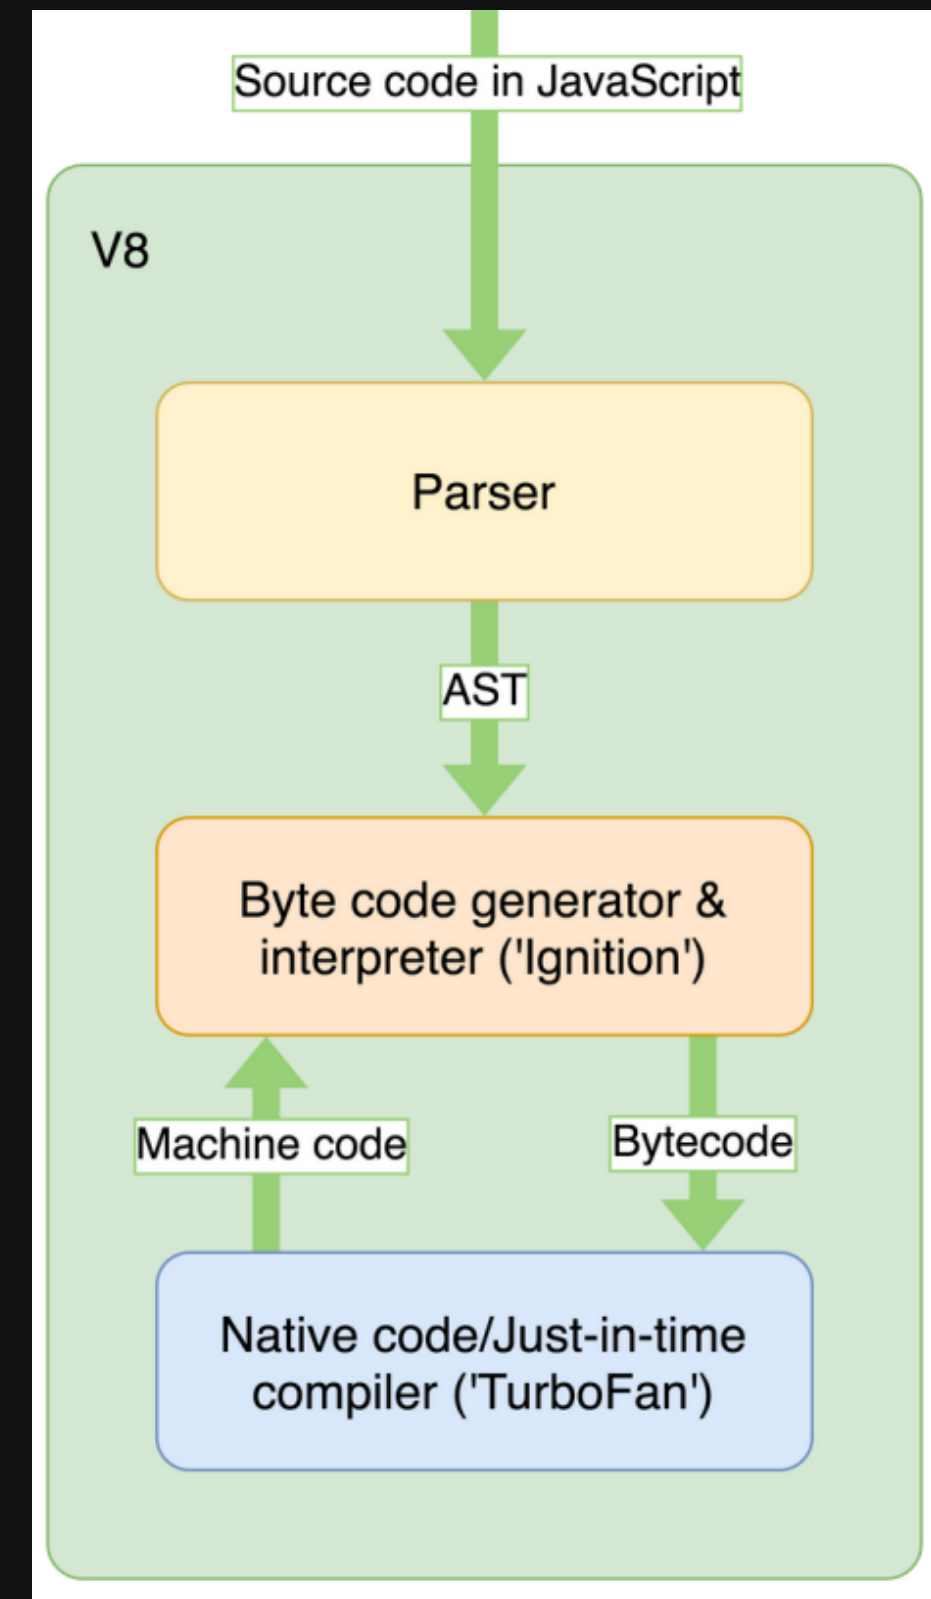 Source code in JavaScript
V8
Parser
AST
Byte code generator &
interpreter ('Ignition')
Machine code
Bytecode
Native code/Just-in-time
compiler ('TurboFan')